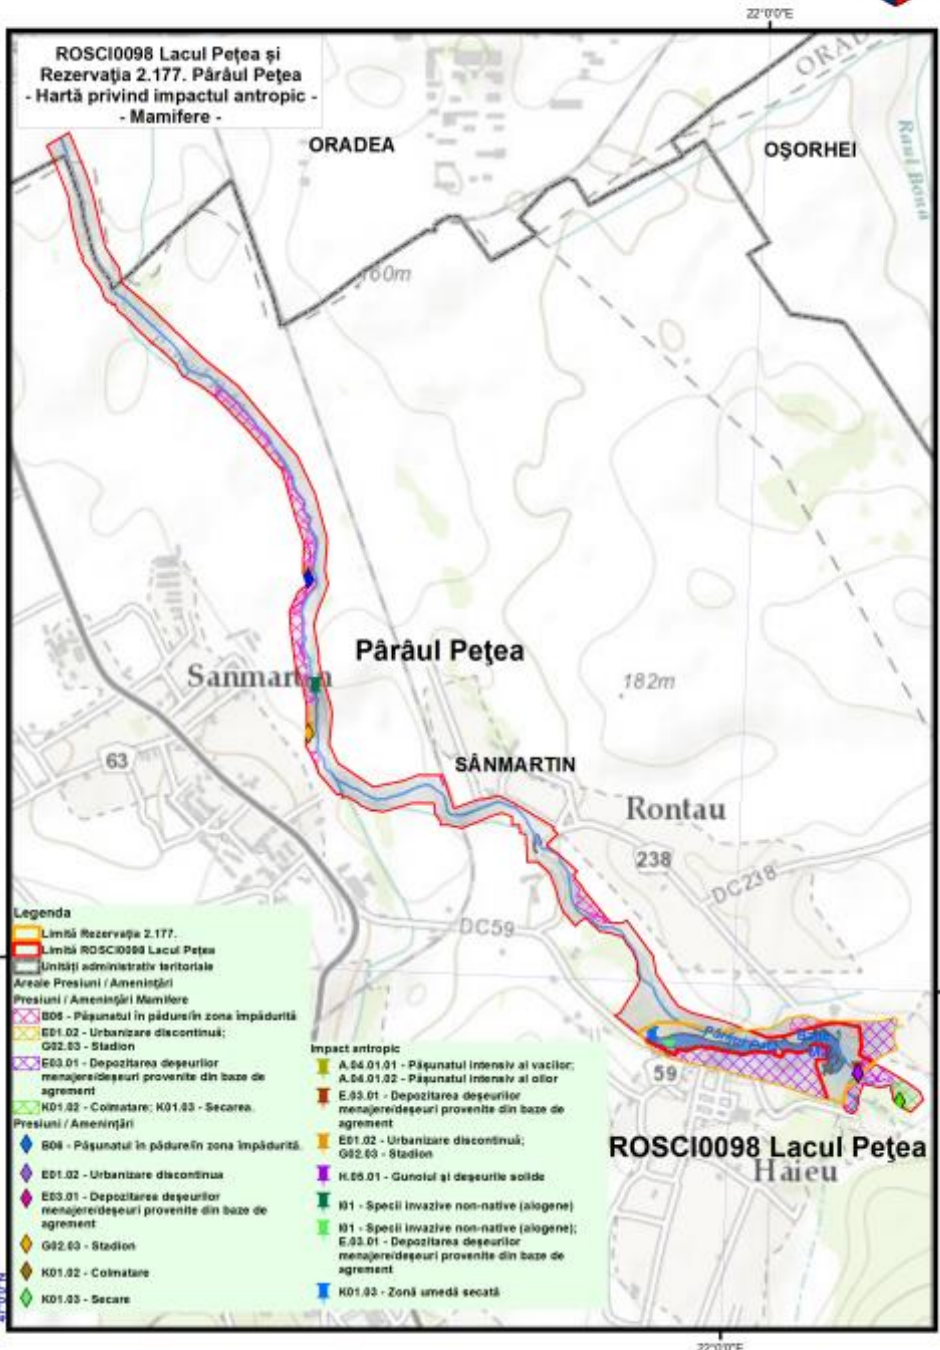 22°0'0"E
ROSCI0098 Lacul Peţea şi
Rezervaţia 2.177. Pârâul Peţea
- Hartă privind impactul antropic -
- Mamifere -
ORADEA
ORAD
OŞORHEI
160m
Pârâul Peţea
Sanmartin
182m
63
SÂNMARTIN
Rontau
238
DC238
DC59
59
ROSCI0098 Lacul Peţea
Haieu
Legenda
Limită Rezervaţia 2.177.
Limită ROSCI0098 Lacul Peţea
Unităţi administrativ teritoriale
Areale Presiuni / Ameninţări
Presiuni / Ameninţări Mamifere
B06 - Păşunatul în pădure/în zona împădurită
E01.02 - Urbanizare discontinuă;
G02.03 - Stadion
E03.01 - Depozitarea deşeurilor
menajere/deşeuri provenite din baze de
agrement
K01.02 - Colmatare; K01.03 - Secarea.
Presiuni / Ameninţări
B06 - Păşunatul în pădure/în zona împădurită.
E01.02 - Urbanizare discontinua
E03.01 - Depozitarea deşeurilor
menajere/deşeuri provenite din baze de
agrement
G02.03 - Stadion
K01.02 - Colmatare
K01.03 - Secare
Impact antropic
A.04.01.01 - Păşunatul intensiv al vacilor;
A.04.01.02 - Păşunatul intensiv al oilor
E.03.01 - Depozitarea deşeurilor
menajere/deşeuri provenite din baze de
agrement
E01.02 - Urbanizare discontinuă;
G02.03 - Stadion
H.05.01 - Gunoiul şi deşeurile solide
I01 - Specii invazive non-native (alogene)
I01 - Specii invazive non-native (alogene);
E.03.01 - Depozitarea deşeurilor
menajere/deşeuri provenite din baze de
agrement
K01.03 - Zonă umedă secată
22°0'0"E